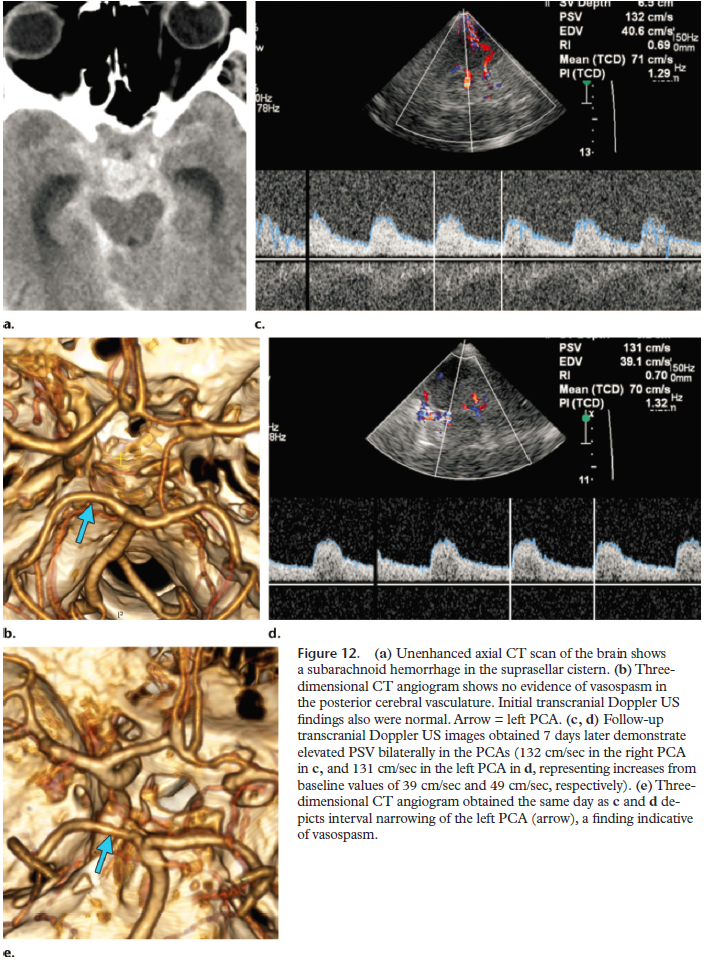 SV Depth 6.5 cm
PSV 132 cm/s
EDV 40.6 cm/s
50Hz
RI 0.69
0mm
Mean (TCD) 71 cm/s
Hz
PI (TCD) 1.29
w
0Hz
78Hz
13
a.
c.
PSV 131 cm/s
EDV 39.1 cm/s
50Hz
RI 0.70
0mm
Mean (TCD) 70 cm/s
Hz
PI (TCD) 1.32
Hz
8Hz
11
b.
d.
Figure 12. (a) Unenhanced axial CT scan of the brain shows
a subarachnoid hemorrhage in the suprasellar cistern. (b) Three-
dimensional CT angiogram shows no evidence of vasospasm in
the posterior cerebral vasculature. Initial transcranial Doppler US
findings also were normal. Arrow = left PCA. (c, d) Follow-up
transcranial Doppler US images obtained 7 days later demonstrate
elevated PSV bilaterally in the PCAs (132 cm/sec in the right PCA
in c, and 131 cm/sec in the left PCA in d, representing increases from
baseline values of 39 cm/sec and 49 cm/sec, respectively). (e) Three-
dimensional CT angiogram obtained the same day as c and d de-
picts interval narrowing of the left PCA (arrow), a finding indicative
of vasospasm.
e.